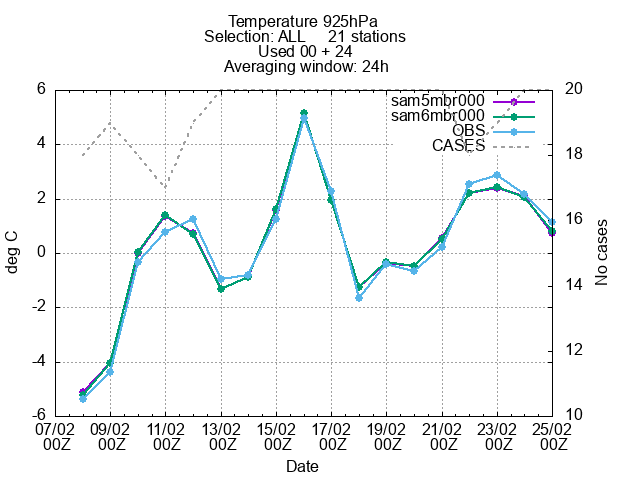 Temperature 925hPa
Selection: ALL 21 stations
Used 00 + 24
Averaging window: 24h
sam5mbr000
sam6mbr000
OBS
CASES
6
4
2
0
-2
-4
-6
deg C
20
18
16
14
12
10
No cases
07/02 09/02 11/02 13/02 15/02 17/02 19/02 21/02 23/02 25/02
00Z 00Z 00Z 00Z 00Z 00Z 00Z 00Z 00Z 00Z
Date